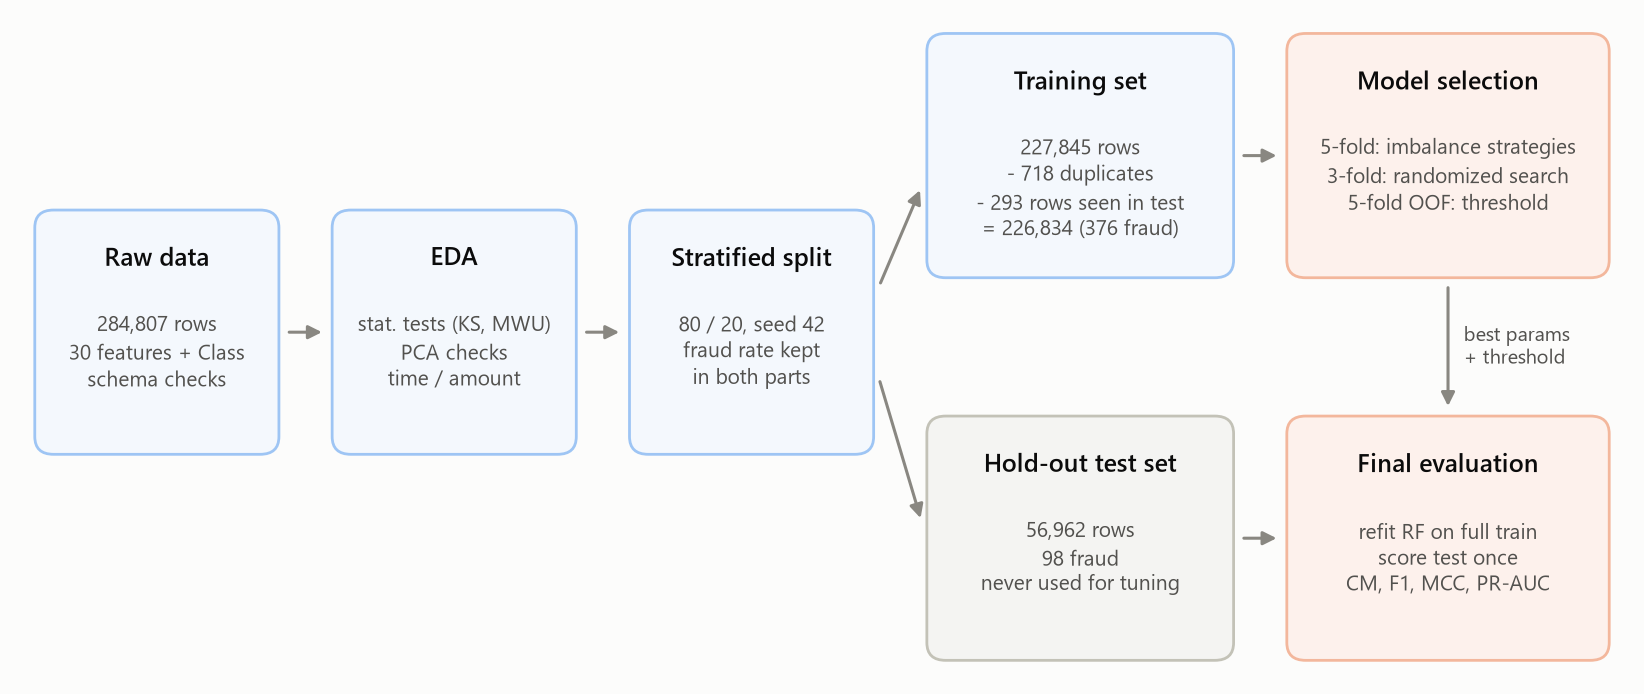 Raw data
284,807 rows
30 features + Class
schema checks
EDA
stat. tests (KS, MWU)
PCA checks
time / amount
Stratified split
80 / 20, seed 42
fraud rate kept
in both parts
Training set
227,845 rows
- 718 duplicates
- 293 rows seen in test
= 226,834 (376 fraud)
Model selection
5-fold: imbalance strategies
3-fold: randomized search
5-fold OOF: threshold
best params
+ threshold
Hold-out test set
56,962 rows
98 fraud
never used for tuning
Final evaluation
refit RF on full train
score test once
CM, F1, MCC, PR-AUC